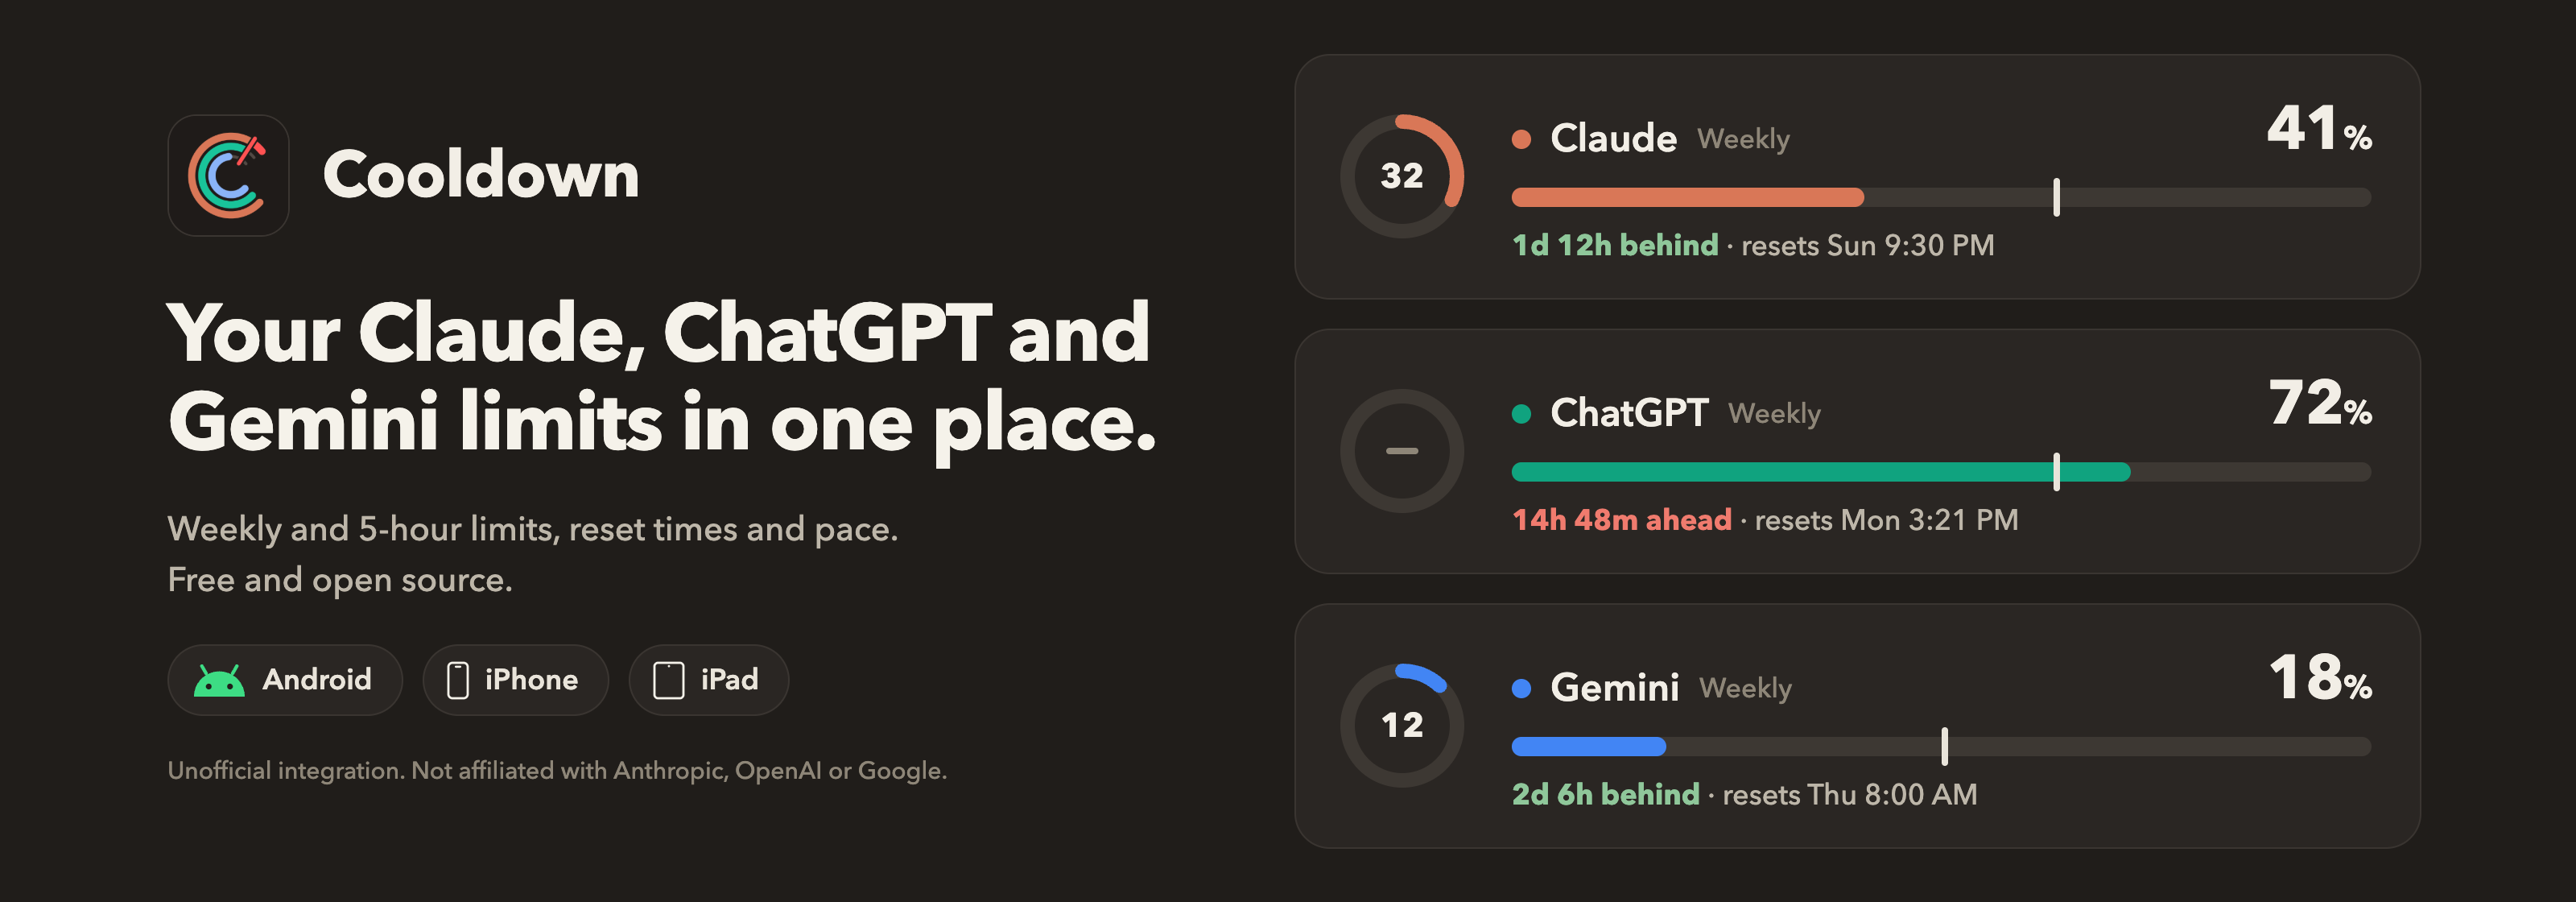 Cooldown
Your Claude, ChatGPT and
Gemini limits in one place.
Weekly and 5-hour limits, reset times and pace.
Free and open source.
Android
iPhone
iPad
Unofficial integration. Not affiliated with Anthropic, OpenAI or Google.
32
Claude Weekly 41%
1d 12h behind · resets Sun 9:30 PM
–
ChatGPT Weekly 72%
14h 48m ahead · resets Mon 3:21 PM
12
Gemini Weekly 18%
2d 6h behind · resets Thu 8:00 AM